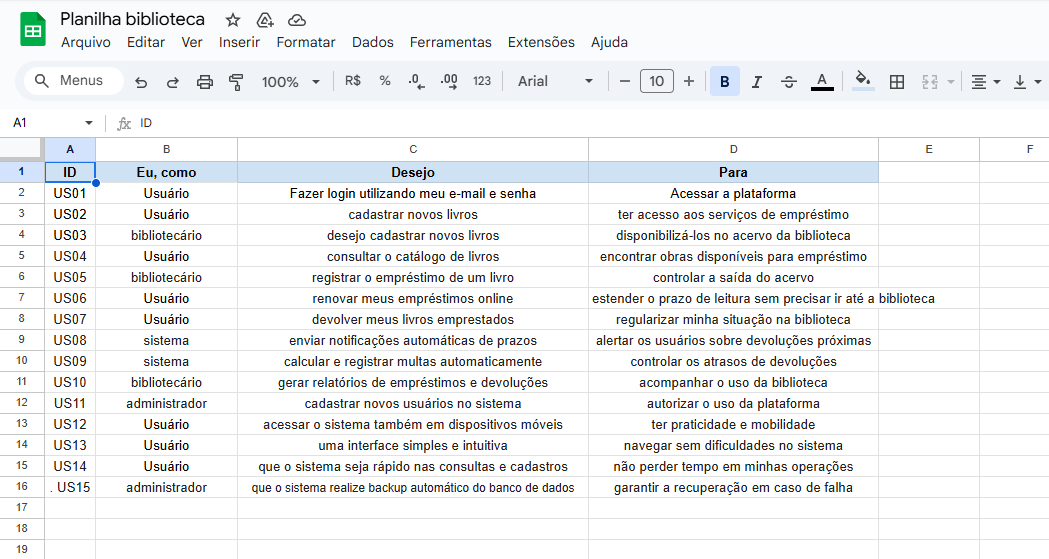 Planilha biblioteca
Arquivo Editar Ver Inserir Formatar Dados Ferramentas Extensões Ajuda
Menus 100% R$ % .0 .00 123 Arial 10 B I S A
A1 fx ID
A B C D E F
1 ID Eu, como Desejo Para
2 US01 Usuário Fazer login utilizando meu e-mail e senha Acessar a plataforma
3 US02 Usuário cadastrar novos livros ter acesso aos serviços de empréstimo
4 US03 bibliotecário desejo cadastrar novos livros disponibilizá-los no acervo da biblioteca
5 US04 Usuário consultar o catálogo de livros encontrar obras disponíveis para empréstimo
6 US05 bibliotecário registrar o empréstimo de um livro controlar a saída do acervo
7 US06 Usuário renovar meus empréstimos online estender o prazo de leitura sem precisar ir até a biblioteca
8 US07 Usuário devolver meus livros emprestados regularizar minha situação na biblioteca
9 US08 sistema enviar notificações automáticas de prazos alertar os usuários sobre devoluções próximas
10 US09 sistema calcular e registrar multas automaticamente controlar os atrasos de devoluções
11 US10 bibliotecário gerar relatórios de empréstimos e devoluções acompanhar o uso da biblioteca
12 US11 administrador cadastrar novos usuários no sistema autorizar o uso da plataforma
13 US12 Usuário acessar o sistema também em dispositivos móveis ter praticidade e mobilidade
14 US13 Usuário uma interface simples e intuitiva navegar sem dificuldades no sistema
15 US14 Usuário que o sistema seja rápido nas consultas e cadastros não perder tempo em minhas operações
16 . US15 administrador que o sistema realize backup automático do banco de dados garantir a recuperação em caso de falha
17
18
19